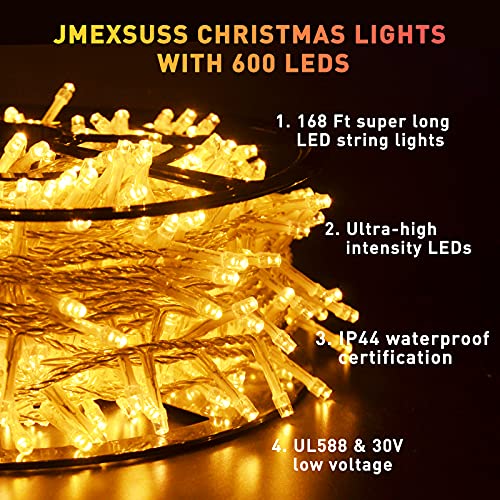 JMEXSUSS CHRISTMAS LIGHTS
WITH 600 LEDS
1. 168 Ft super long
LED string lights
2. Ultra-high
intensity LEDs
3. IP44 waterproof
certification
4. UL588 & 30V
low voltage